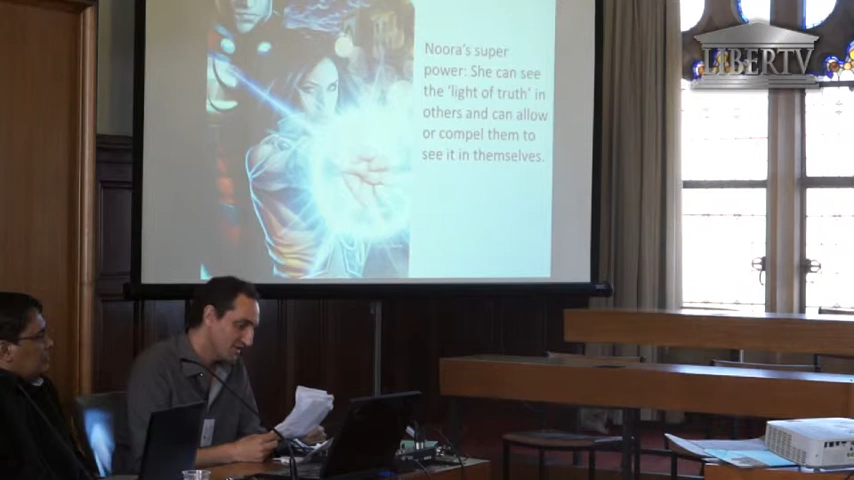 LIBERTV
Noora's super
power: She can see
the 'light of truth' in
others and can allow
or compel them to
see it in themselves.